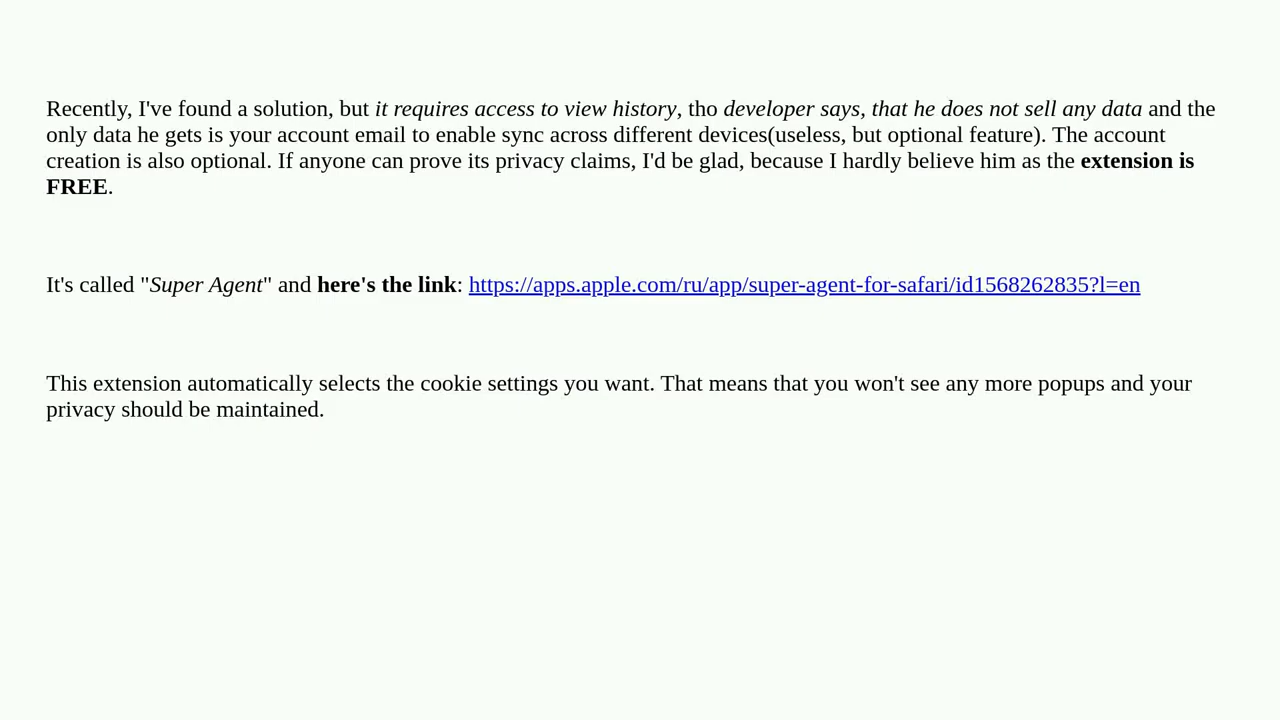 Recently, I've found a solution, but it requires access to view history, tho developer says, that he does not sell any data and the
only data he gets is your account email to enable sync across different devices(useless, but optional feature). The account
creation is also optional. If anyone can prove its privacy claims, I'd be glad, because I hardly believe him as the extension is
FREE.
It's called "Super Agent" and here's the link: https://apps.apple.com/ru/app/super-agent-for-safari/id1568262835?l=en
This extension automatically selects the cookie settings you want. That means that you won't see any more popups and your
privacy should be maintained.